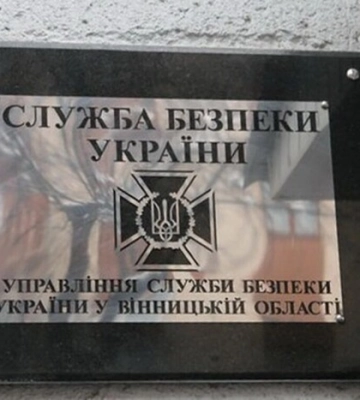 СЛУЖБА БЕЗПЕКИ
УКРАЇНИ
УПРАВЛІННЯ СЛУЖБИ БЕЗПЕКИ
УКРАЇНИ У ВІННИЦЬКІЙ ОБЛАСТІ